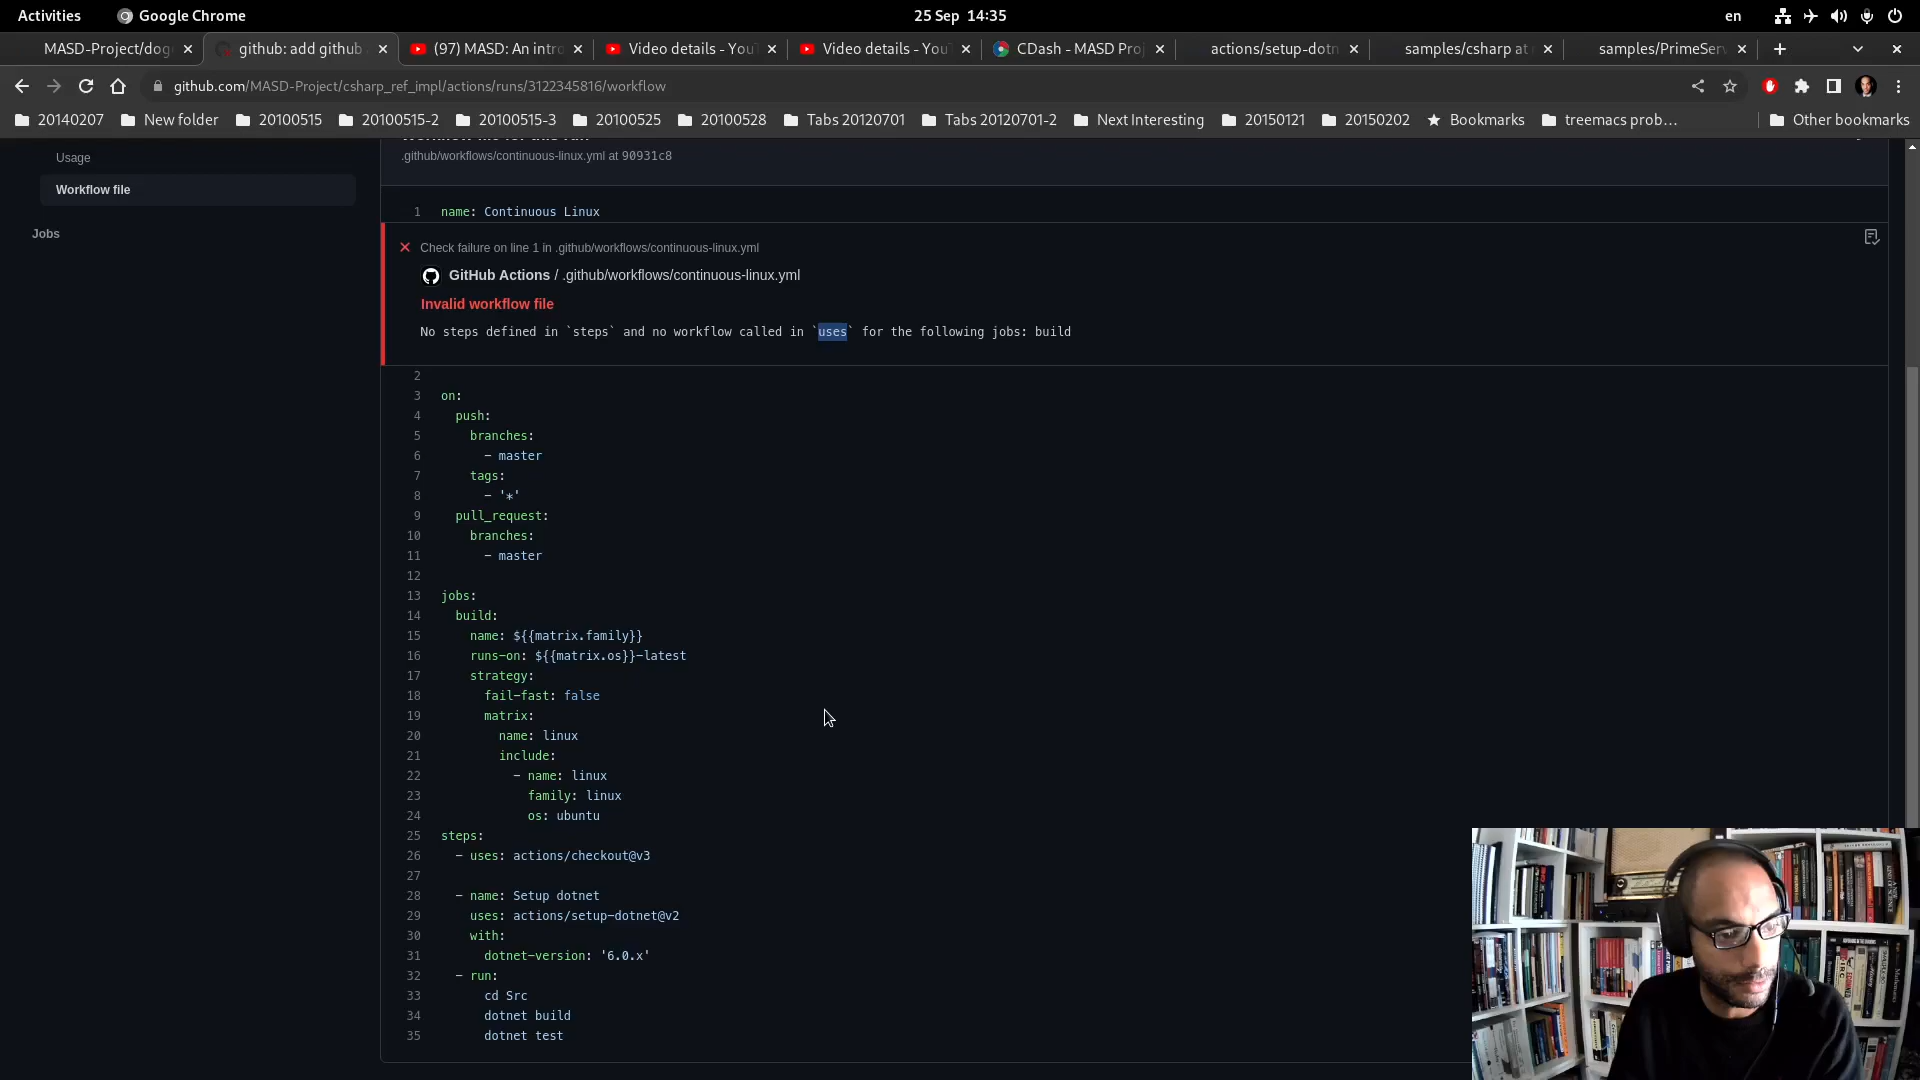 Activities
Google Chrome
25 Sep 14:35
en
MASD-Project/dog
github: add github
(97) MASD: An intro
Video details - You
Video details - You
CDash - MASD Pro
actions/setup-dotn
samples/csharp at
samples/PrimeServ
github.com/MASD-Project/csharp_ref_impl/actions/runs/3122345816/workflow
20140207
New folder
20100515
20100515-2
20100515-3
20100525
20100528
Tabs 20120701
Tabs 20120701-2
Next Interesting
20150121
20150202
Bookmarks
treemacs prob…
Other bookmarks
Usage
Workflow file
Jobs
.github/workflows/continuous-linux.yml at 90931c8
1 name: Continuous Linux
Check failure on line 1 in .github/workflows/continuous-linux.yml
GitHub Actions / .github/workflows/continuous-linux.yml
Invalid workflow file
No steps defined in `steps` and no workflow called in `uses` for the following jobs: build
2
3 on:
4 push:
5 branches:
6 - master
7 tags:
8 - '*'
9 pull_request:
10 branches:
11 - master
12
13 jobs:
14 build:
15 name: ${{matrix.family}}
16 runs-on: ${{matrix.os}}-latest
17 strategy:
18 fail-fast: false
19 matrix:
20 name: linux
21 include:
22 - name: linux
23 family: linux
24 os: ubuntu
25 steps:
26 - uses: actions/checkout@v3
27
28 - name: Setup dotnet
29 uses: actions/setup-dotnet@v2
30 with:
31 dotnet-version: '6.0.x'
32 - run:
33 cd Src
34 dotnet build
35 dotnet test